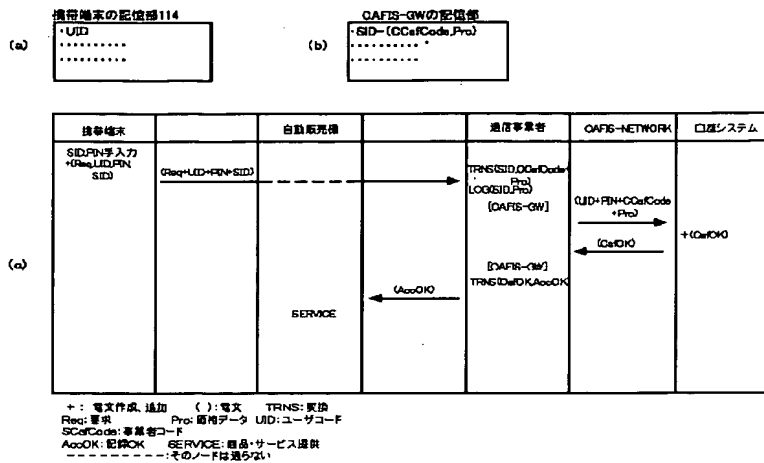 携帯端末の記憶部114
CAFIS-GWの記憶部
(a)
・UID
(b)
・SID-(CCafCode,Pro)
携帯端末
自動販売機
通信事業者
CAFIS-NETWORK
口座システム
SID,PIN手入力
+(Req,UID,PIN,
SID)
(Req+UID+PIN+SID)
TRNS(SID,CCafCode+
Pro)
LOG(SID,Pro)
[CAFIS-GW]
(UID+PIN+CCafCode
+Pro)
+(CafOK)
(CafOK)
(c)
[CAFIS-GW]
TRNS(CafOK,AccOK)
(AccOK)
SERVICE
+ : 電文作成、追加 ( ): 電文 TRNS: 変換
Req: 要求 Pro: 価格データ UID: ユーザコード
SCafCode: 事業者コード
AccOK: 記録OK SERVICE: 商品・サービス提供
----------:そのノードは通らない